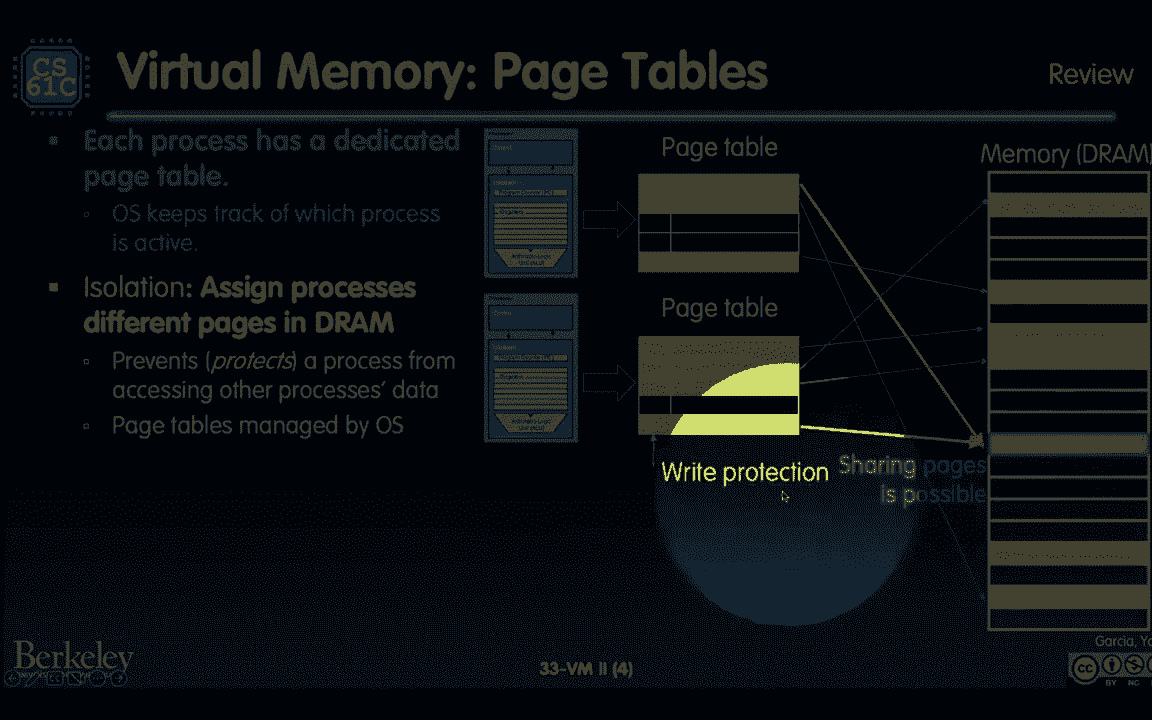 CS
61C
Virtual Memory: Page Tables
Review
Each process has a dedicated
page table.
OS keeps track of which process
is active.
Isolation: Assign processes
different pages in DRAM
Prevents (protects) a process from
accessing other processes' data
Page tables managed by OS
Page table
Page table
Write protection
Memory (DRAM)
Sharing pages
is possible
Berkeley
33-VM II (4)
Garcia,
CC
BY NC